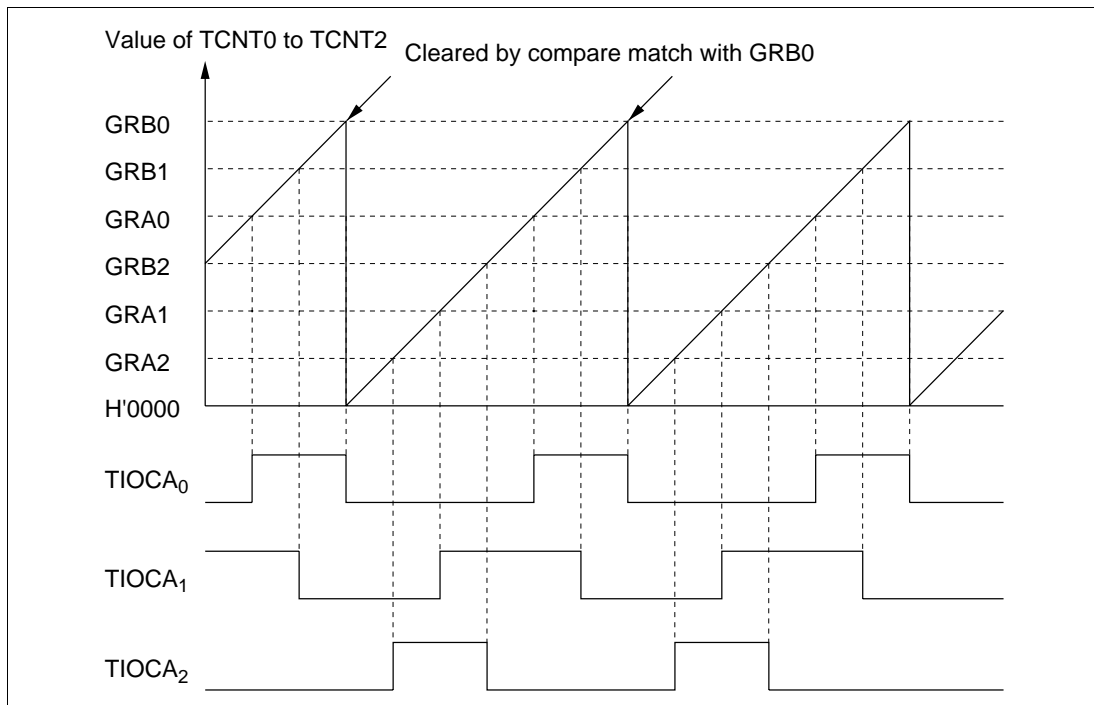 Value of TCNT0 to TCNT2
Cleared by compare match with GRB0
GRB0
GRB1
GRA0
GRB2
GRA1
GRA2
H'0000
TIOCA₀
TIOCA₁
TIOCA₂